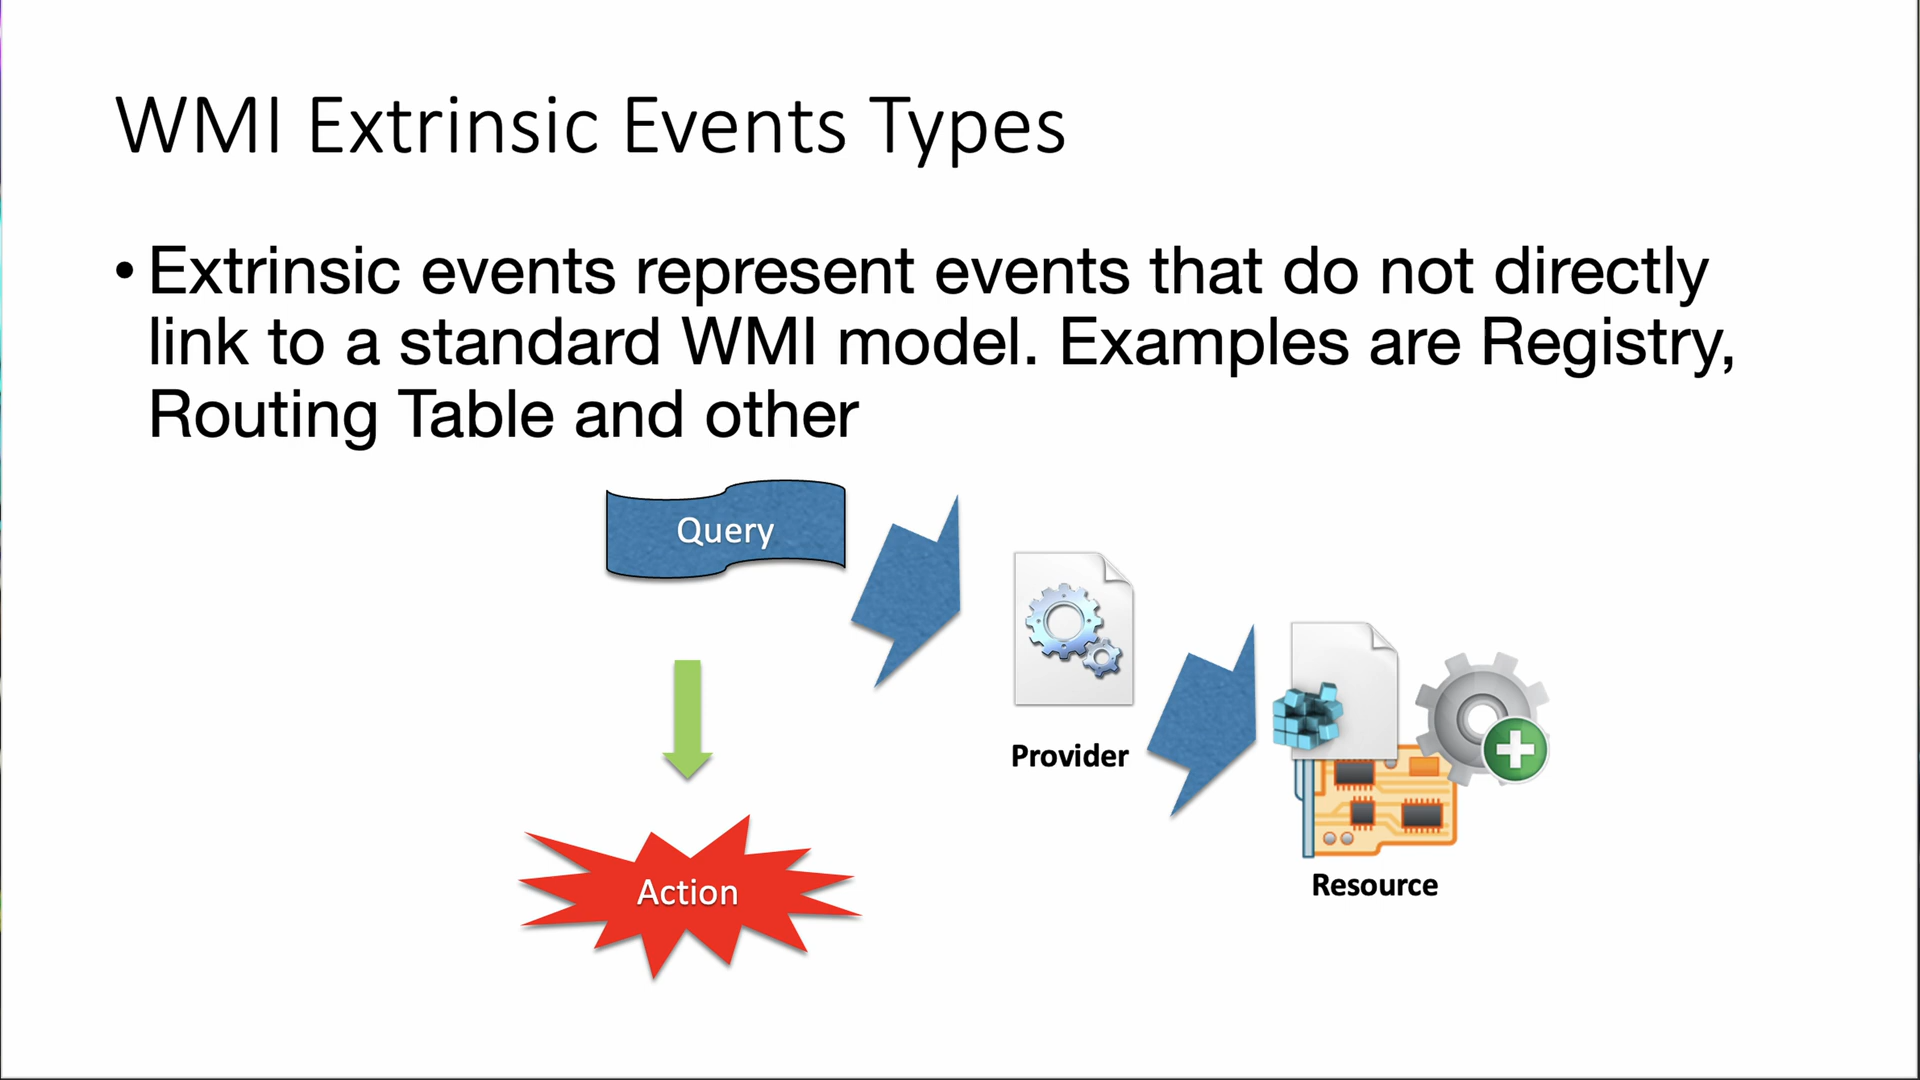 WMI Extrinsic Events Types
• Extrinsic events represent events that do not directly
link to a standard WMI model. Examples are Registry,
Routing Table and other
Query
Provider
Action
Resource